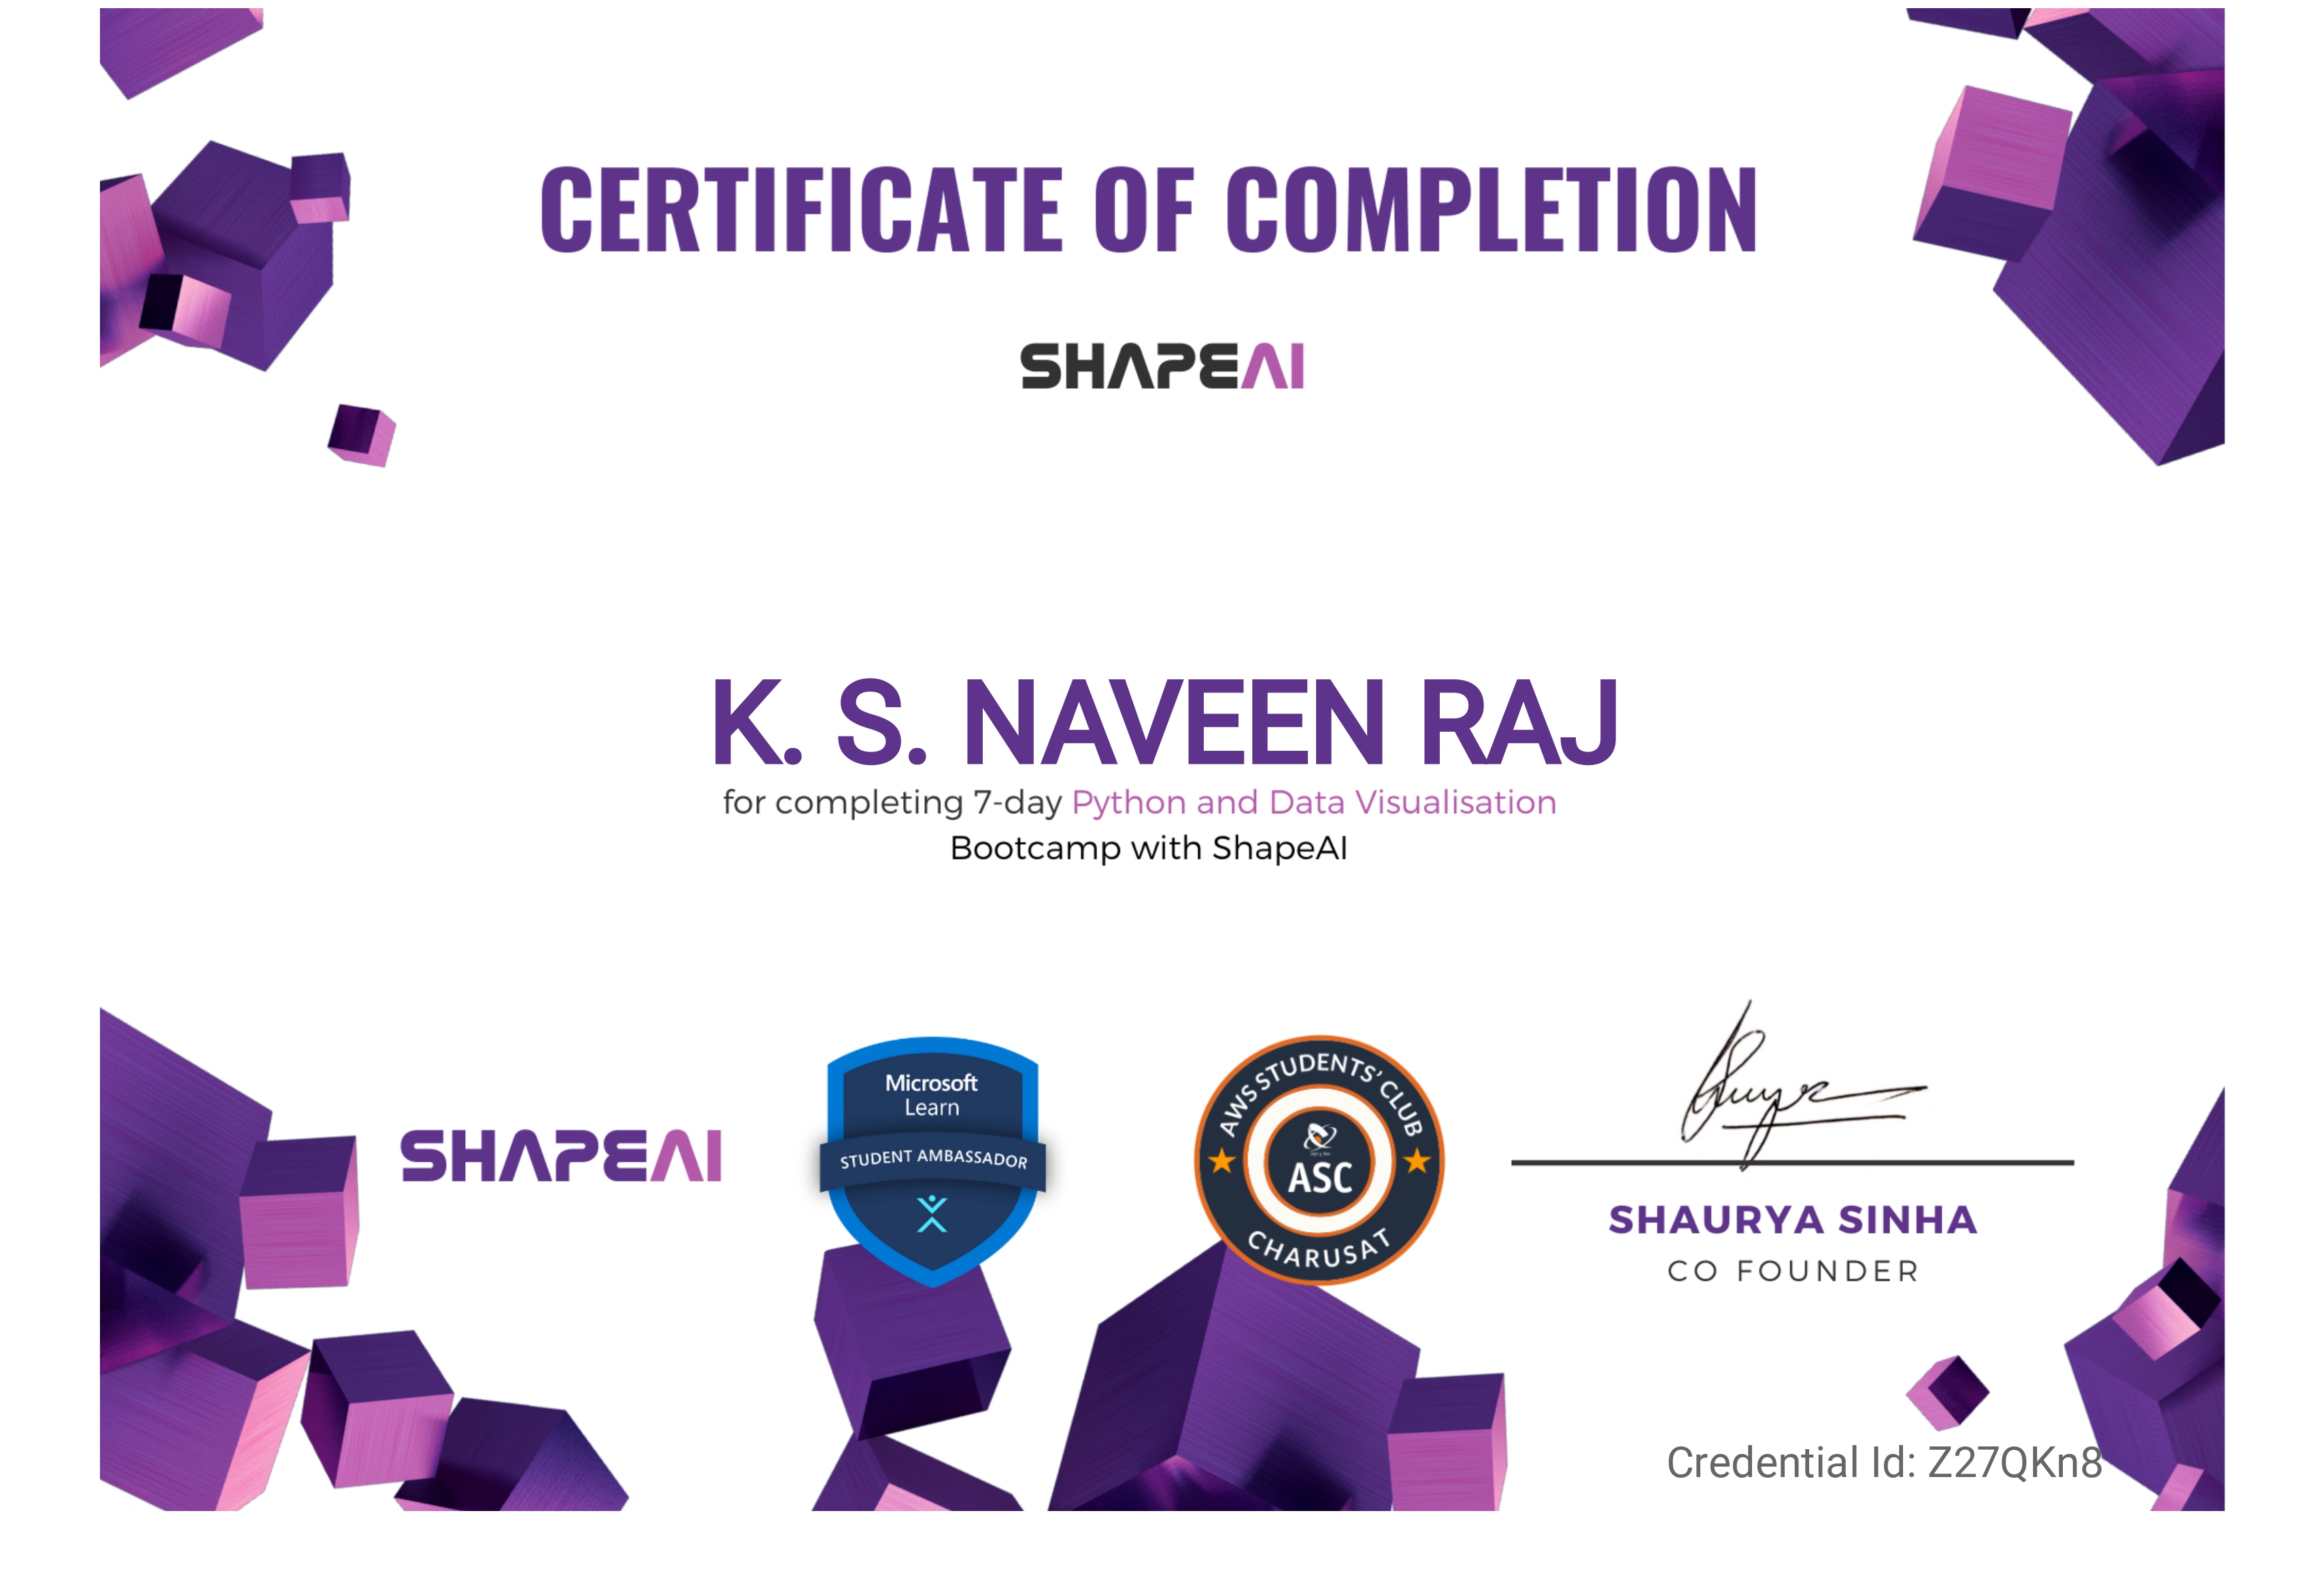 CERTIFICATE OF COMPLETION
SHAPEAI
K. S. NAVEEN RAJ
for completing 7-day Python and Data Visualisation
Bootcamp with ShapeAI
SHAPEAI
Microsoft
Learn
STUDENT AMBASSADOR
AWS STUDENTS' CLUB
ASC
CHARUSAT
SHAURYA SINHA
CO FOUNDER
Credential Id: Z27QKn8